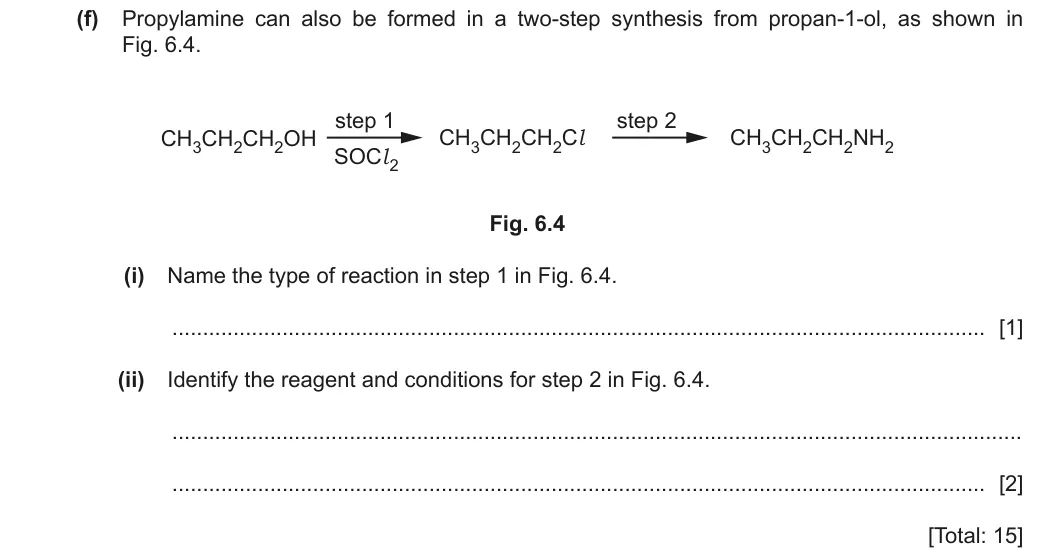 (f) Propylamine can also be formed in a two-step synthesis from propan-1-ol, as shown in
Fig. 6.4.
step 1
step 2
CH₃CH₂CH₂OH
CH₃CH₂CH₂Cl
CH₃CH₂CH₂NH₂
SOCl₂
Fig. 6.4
(i) Name the type of reaction in step 1 in Fig. 6.4.
[1]
(ii) Identify the reagent and conditions for step 2 in Fig. 6.4.
[2]
[Total: 15]